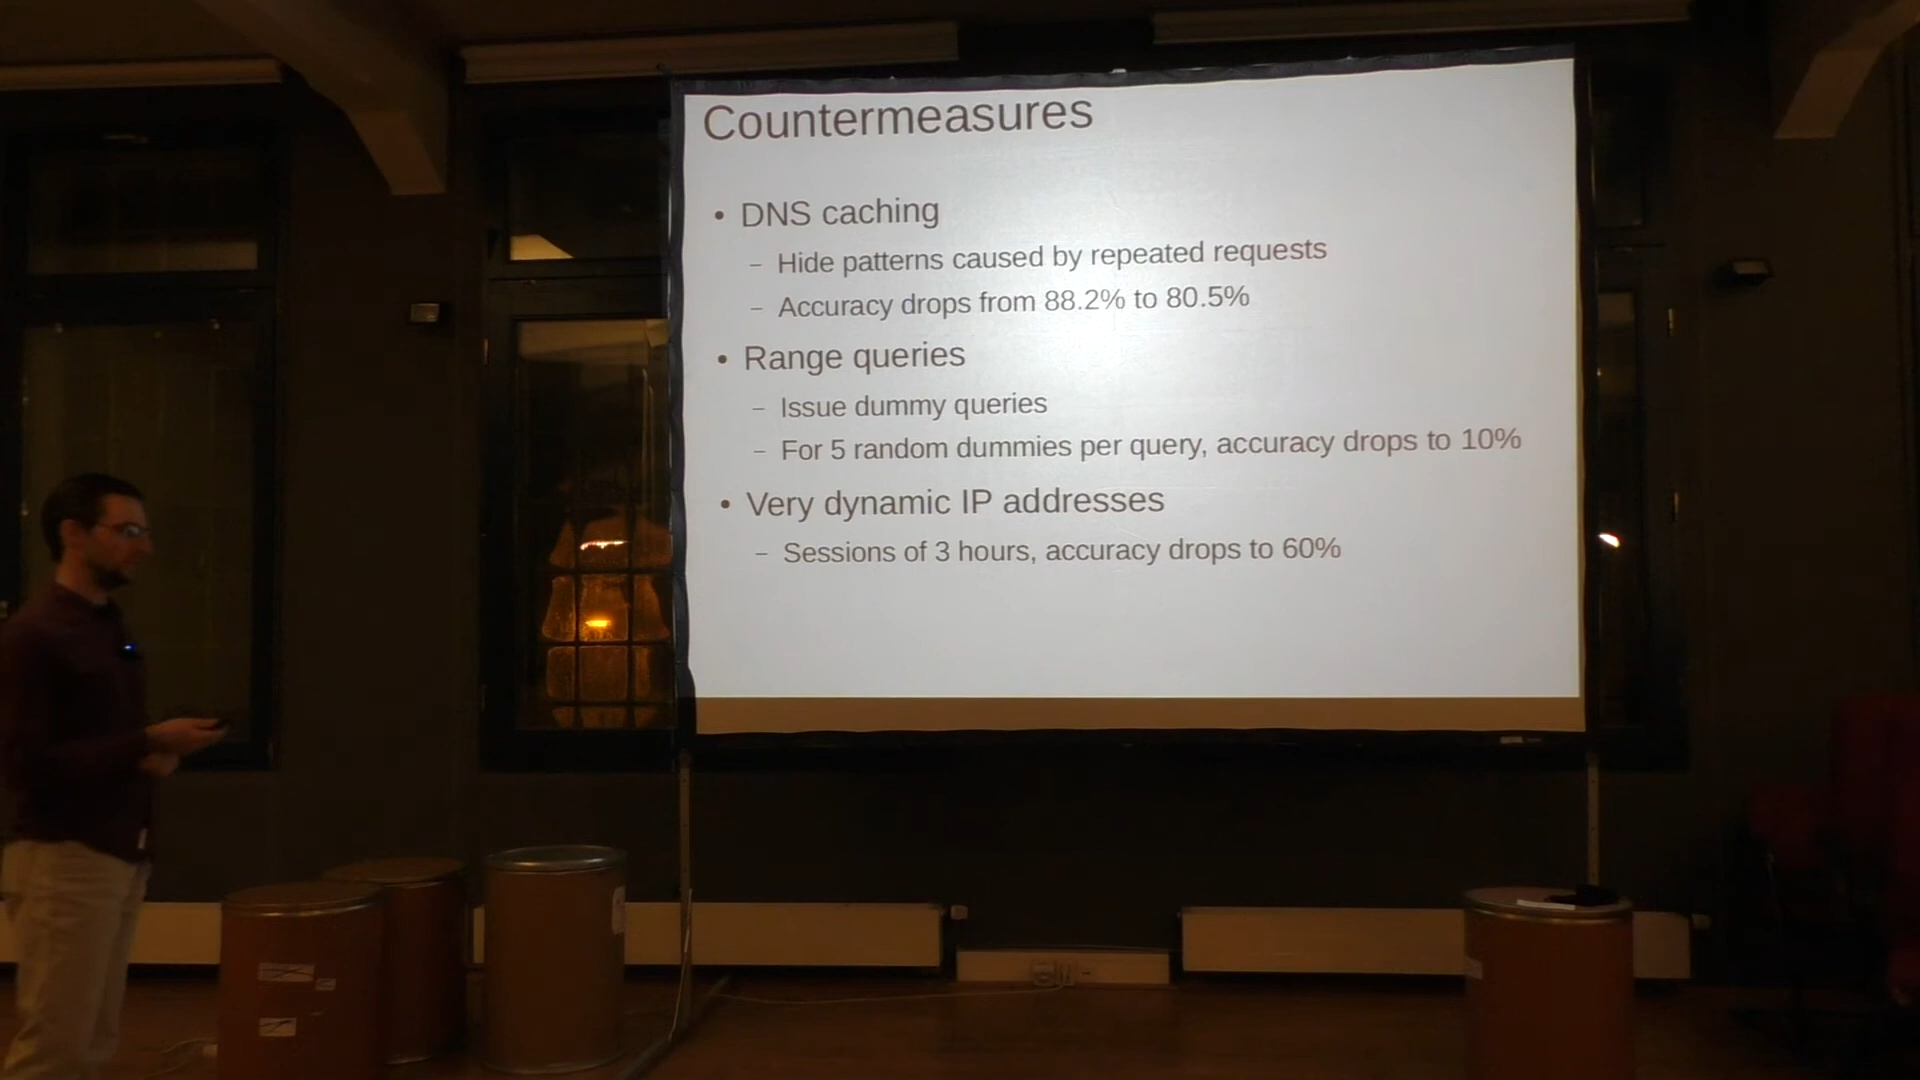 Countermeasures
• DNS caching
– Hide patterns caused by repeated requests
– Accuracy drops from 88.2% to 80.5%
• Range queries
– Issue dummy queries
– For 5 random dummies per query, accuracy drops to 10%
• Very dynamic IP addresses
– Sessions of 3 hours, accuracy drops to 60%